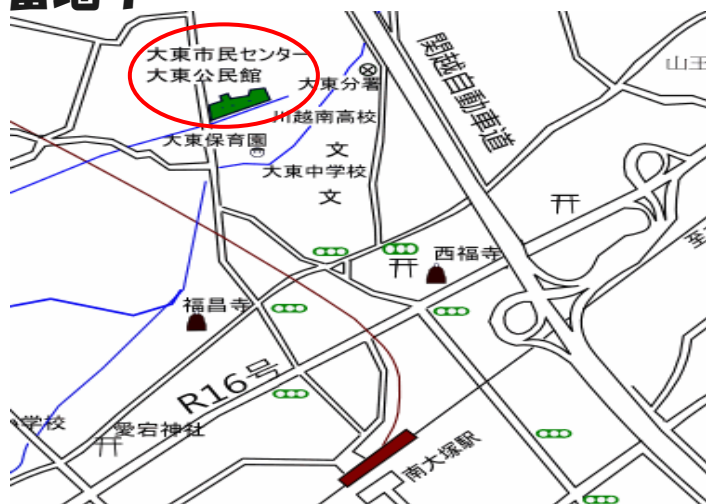 大東市民センター
大東公民館
大東分署
川越南高校
大東保育園
文
大東中学校
文
関越自動車道
山王
西福寺
福昌寺
R16号
学校
愛宕神社
南大塚駅
至